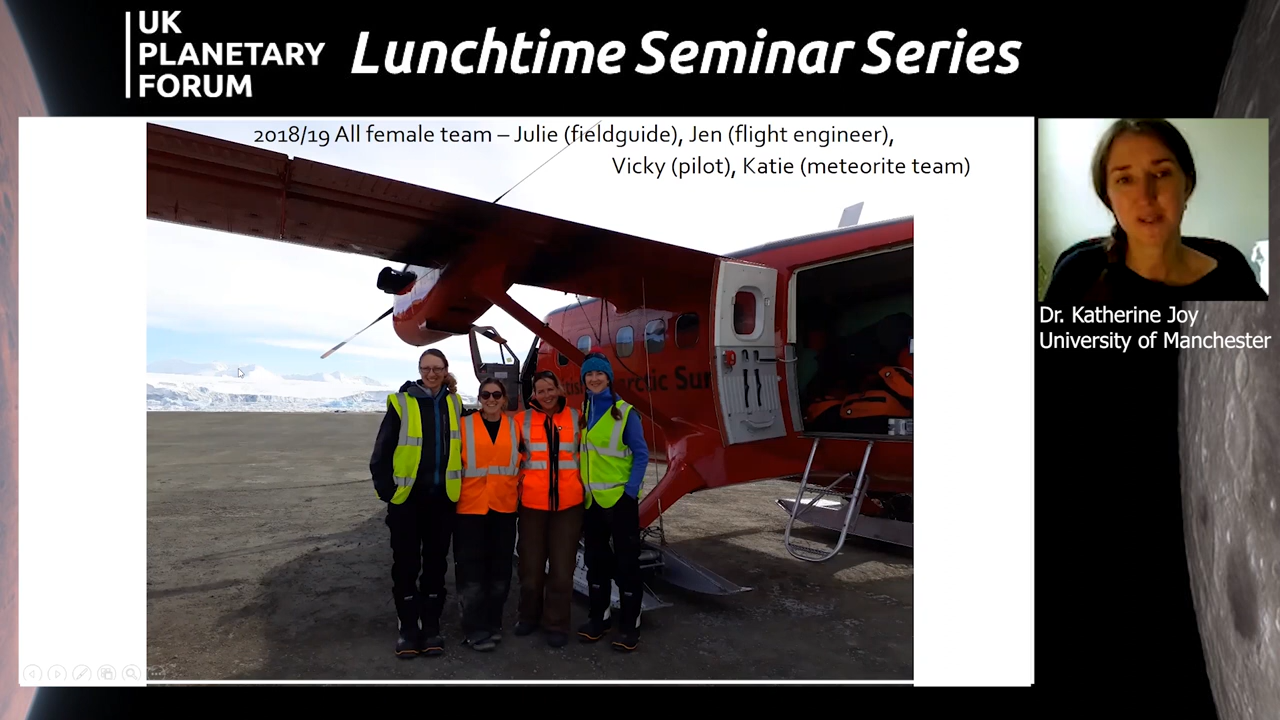 UK
PLANETARY
FORUM
Lunchtime Seminar Series
2018/19 All female team – Julie (fieldguide), Jen (flight engineer),
Vicky (pilot), Katie (meteorite team)
Dr. Katherine Joy
University of Manchester